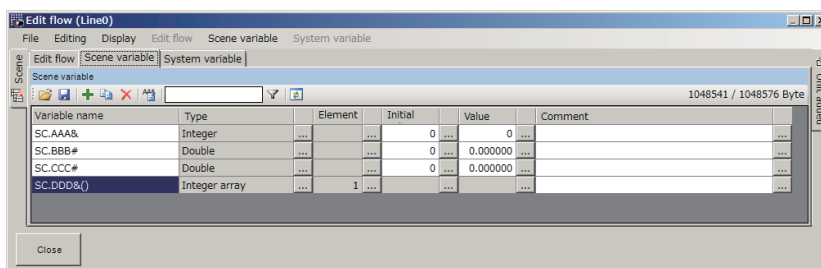 Edit flow (Line0)
File Editing Display Edit flow Scene variable System variable
Scene
Edit flow Scene variable System variable
Scene variable
1048541 / 1048576 Byte
Variable name Type Element Initial Value Comment
SC.AAA& Integer ... ... 0 ... 0 ... ...
SC.BBB# Double ... ... 0 ... 0.000000 ... ...
SC.CCC# Double ... ... 0 ... 0.000000 ... ...
SC.DDD&() Integer array ... 1 ... ... ... ...
Close